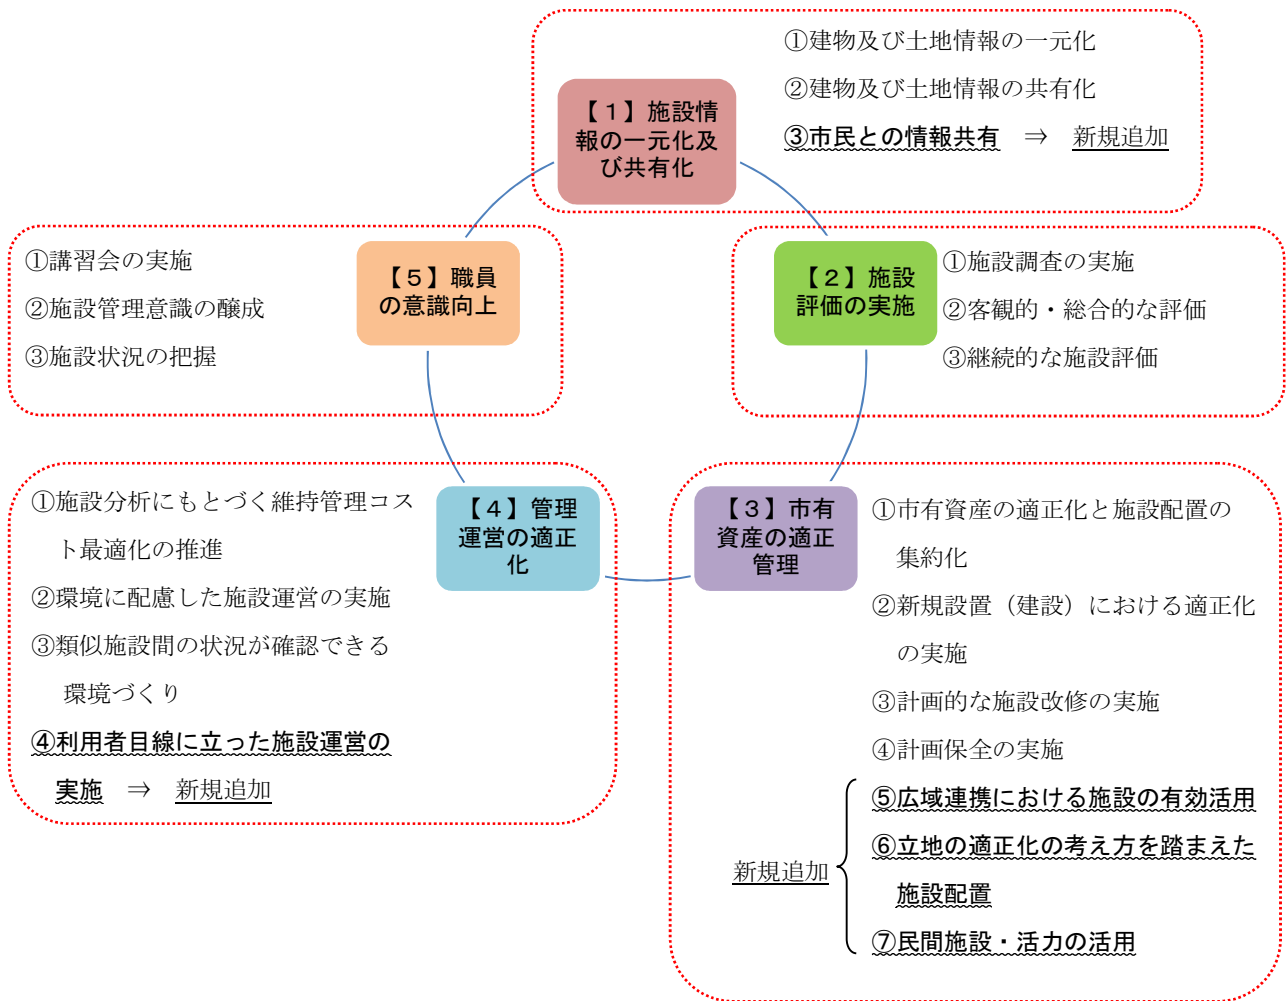 【１】施設情
報の一元化及
び共有化
①建物及び土地情報の一元化
②建物及び土地情報の共有化
③市民との情報共有　⇒　新規追加
【２】施設
評価の実施
①施設調査の実施
②客観的・総合的な評価
③継続的な施設評価
【３】市有
資産の適正
管理
①市有資産の適正化と施設配置の
集約化
②新規設置（建設）における適正化
の実施
③計画的な施設改修の実施
④計画保全の実施
新規追加
⑤広域連携における施設の有効活用
⑥立地の適正化の考え方を踏まえた
施設配置
⑦民間施設・活力の活用
【４】管理
運営の適正
化
①施設分析にもとづく維持管理コス
ト最適化の推進
②環境に配慮した施設運営の実施
③類似施設間の状況が確認できる
環境づくり
④利用者目線に立った施設運営の
実施　⇒　新規追加
【５】職員
の意識向上
①講習会の実施
②施設管理意識の醸成
③施設状況の把握